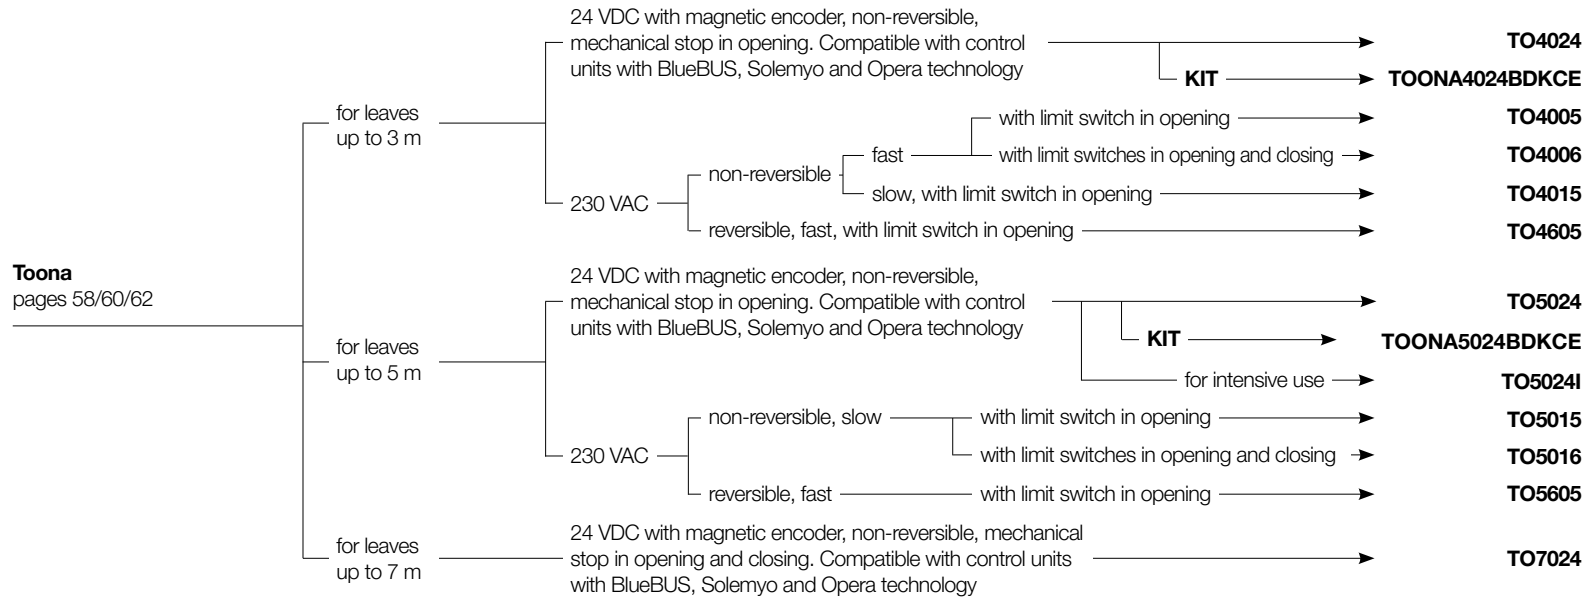 Toona
pages 58/60/62
for leaves
up to 3 m
24 VDC with magnetic encoder, non-reversible,
mechanical stop in opening. Compatible with control
units with BlueBUS, Solemyo and Opera technology
TO4024
KIT
TOONA4024BDKCE
230 VAC
non-reversible
fast
with limit switch in opening
TO4005
with limit switches in opening and closing
TO4006
slow, with limit switch in opening
TO4015
reversible, fast, with limit switch in opening
TO4605
for leaves
up to 5 m
24 VDC with magnetic encoder, non-reversible,
mechanical stop in opening. Compatible with control
units with BlueBUS, Solemyo and Opera technology
TO5024
KIT
TOONA5024BDKCE
for intensive use
TO5024I
230 VAC
non-reversible, slow
with limit switch in opening
TO5015
with limit switches in opening and closing
TO5016
reversible, fast
with limit switch in opening
TO5605
for leaves
up to 7 m
24 VDC with magnetic encoder, non-reversible, mechanical
stop in opening and closing. Compatible with control units
with BlueBUS, Solemyo and Opera technology
TO7024